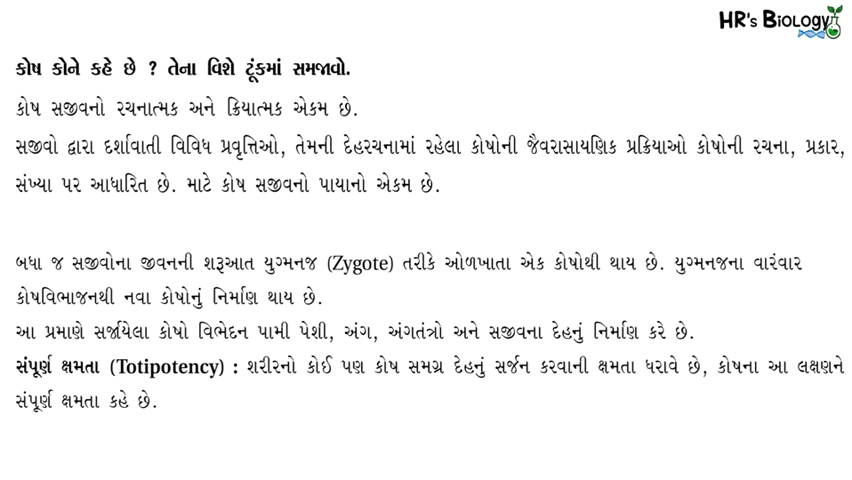 HR's BIOLOGY
કોષ કોને કહે છે ? તેના વિશે ટૂંકમાં સમજાવો.
કોષ સજીવનો રચનાત્મક અને ક્રિયાત્મક એકમ છે.
સજીવો દ્વારા દર્શાવાતી વિવિધ પ્રવૃત્તિઓ, તેમની દેહરચનામાં રહેલા કોષોની જૈવરાસાયણિક પ્રક્રિયાઓ કોષોની રચના, પ્રકાર,
સંખ્યા પર આધારિત છે. માટે કોષ સજીવનો પાયાનો એકમ છે.
બધા જ સજીવોના જીવનની શરૂઆત યુગ્મનજ (Zygote) તરીકે ઓળખાતા એક કોષોથી થાય છે. યુગ્મનજના વારંવાર
કોષવિભાજનથી નવા કોષોનું નિર્માણ થાય છે.
આ પ્રમાણે સર્જાયેલા કોષો વિભેદન પામી પેશી, અંગ, અંગતંત્રો અને સજીવના દેહનું નિર્માણ કરે છે.
સંપૂર્ણ ક્ષમતા (Totipotency) : શરીરનો કોઈ પણ કોષ સમગ્ર દેહનું સર્જન કરવાની ક્ષમતા ધરાવે છે, કોષના આ લક્ષણને
સંપૂર્ણ ક્ષમતા કહે છે.